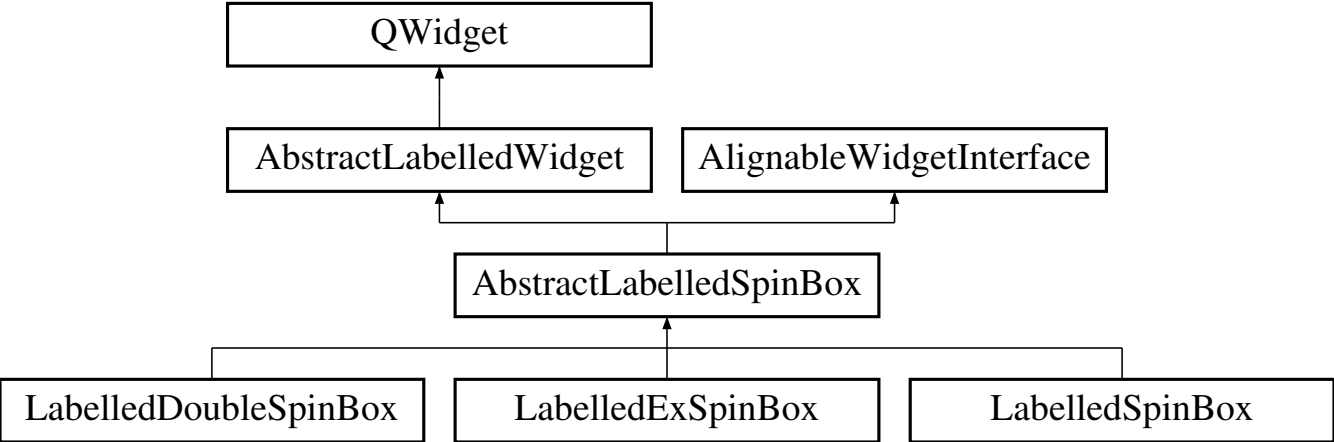 QWidget
AbstractLabelledWidget
AlignableWidgetInterface
AbstractLabelledSpinBox
LabelledDoubleSpinBox
LabelledExSpinBox
LabelledSpinBox